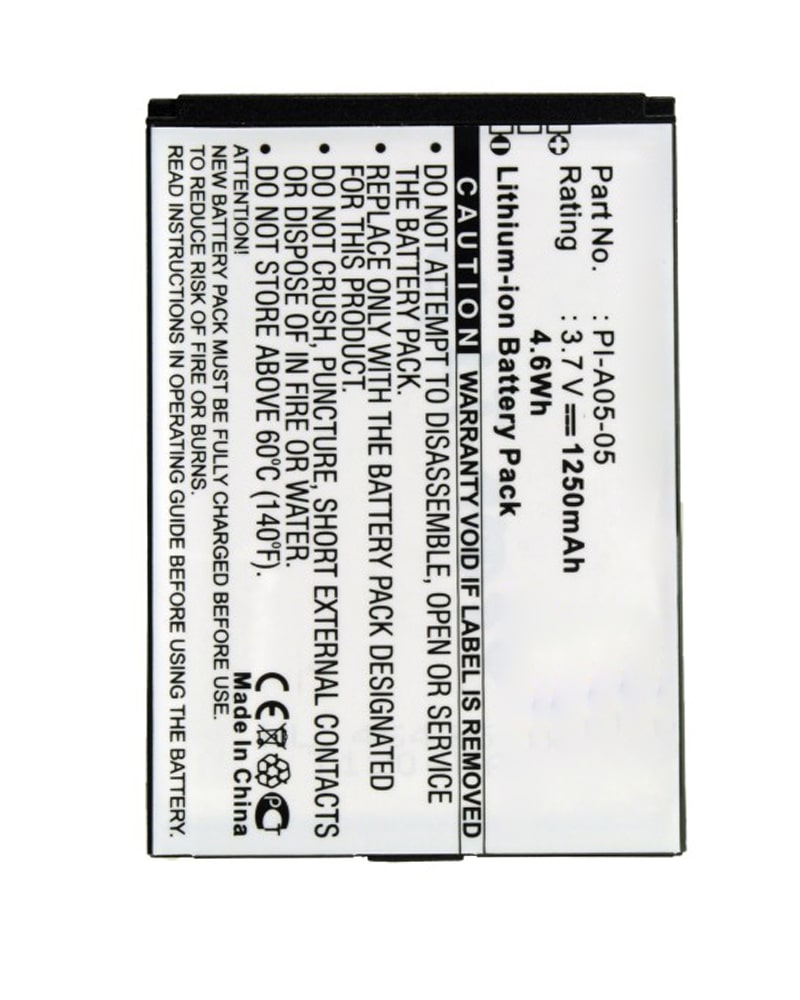 Part No. : PI-A05-05
Rating : 3.7 V 1250mAh
4.6Wh
Lithium-ion Battery Pack
CAUTION WARRANTY VOID IF LABEL IS REMOVED
• DO NOT ATTEMPT TO DISASSEMBLE, OPEN OR SERVICE
THE BATTERY PACK.
• REPLACE ONLY WITH THE BATTERY PACK DESIGNATED
FOR THIS PRODUCT.
• DO NOT CRUSH, PUNCTURE, SHORT EXTERNAL CONTACTS
OR DISPOSE OF IN FIRE OR WATER.
• DO NOT STORE ABOVE 60°C (140°F).
CE PCT
ATTENTION! Made In China
NEW BATTERY PACK MUST BE FULLY CHARGED BEFORE USE.
TO REDUCE RISK OF FIRE OR BURNS.
READ INSTRUCTIONS IN OPERATING GUIDE BEFORE USING THE BATTERY.